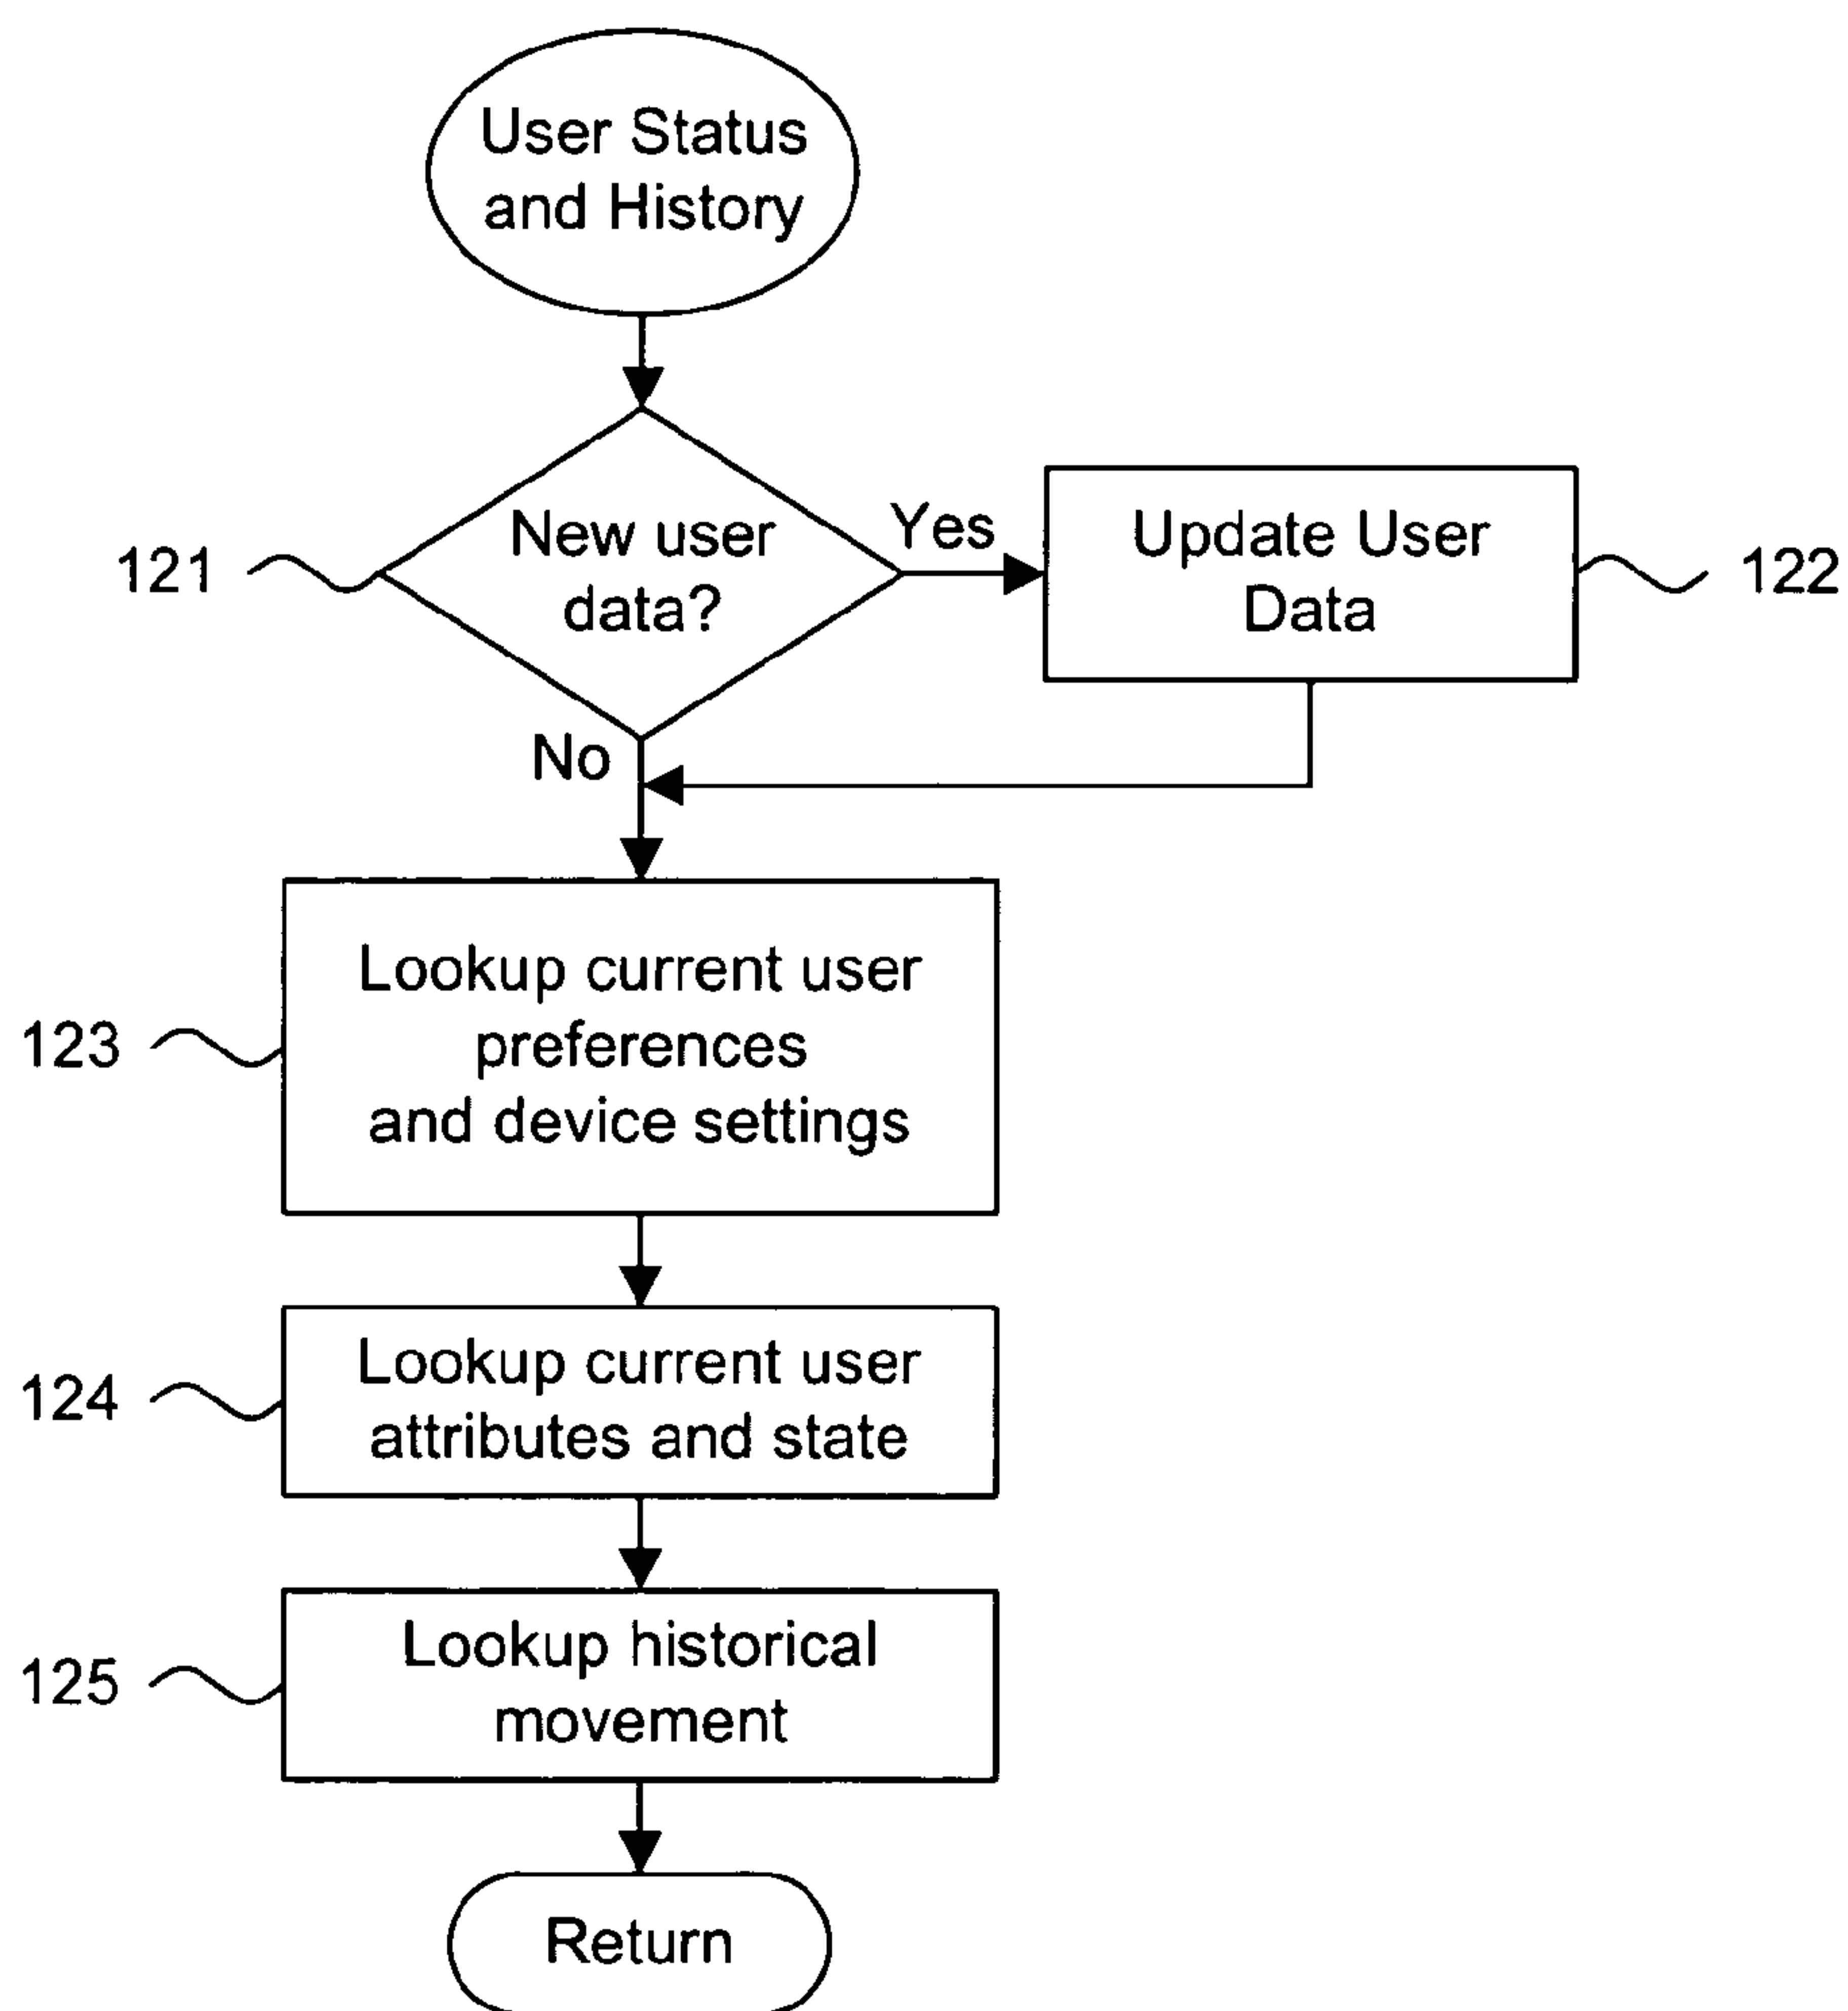 User Status
and History
New user
data?
Yes
Update User
Data
121
122
No
Lookup current user
preferences
and device settings
123
Lookup current user
attributes and state
124
Lookup historical
movement
125
Return